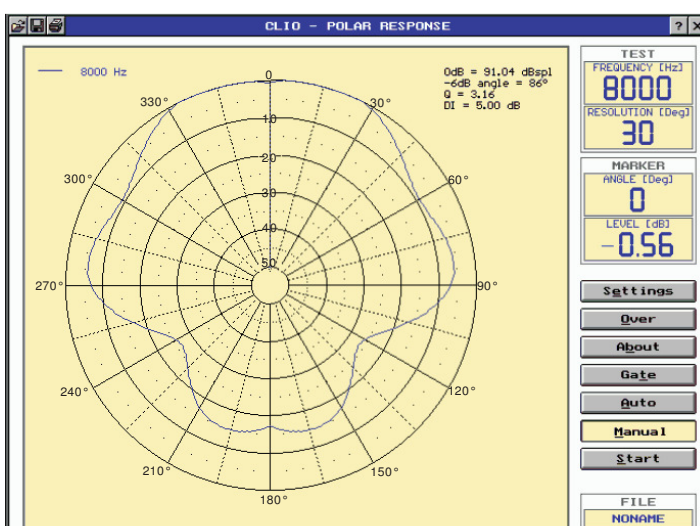 CLIO - POLAR RESPONSE
? X
8000 Hz
0dB = 91.04 dBspl
-6dB angle = 86°
Q = 3.16
DI = 5.00 dB
0
330°
30°
10
20
300°
60°
30
40
50
270°
90°
240°
120°
210°
150°
180°
TEST
FREQUENCY [Hz]
8000
RESOLUTION [Deg]
30
MARKER
ANGLE [Deg]
0
LEVEL [dB]
-0.56
Settings
Over
About
Gate
Auto
Manual
Start
FILE
NONAME